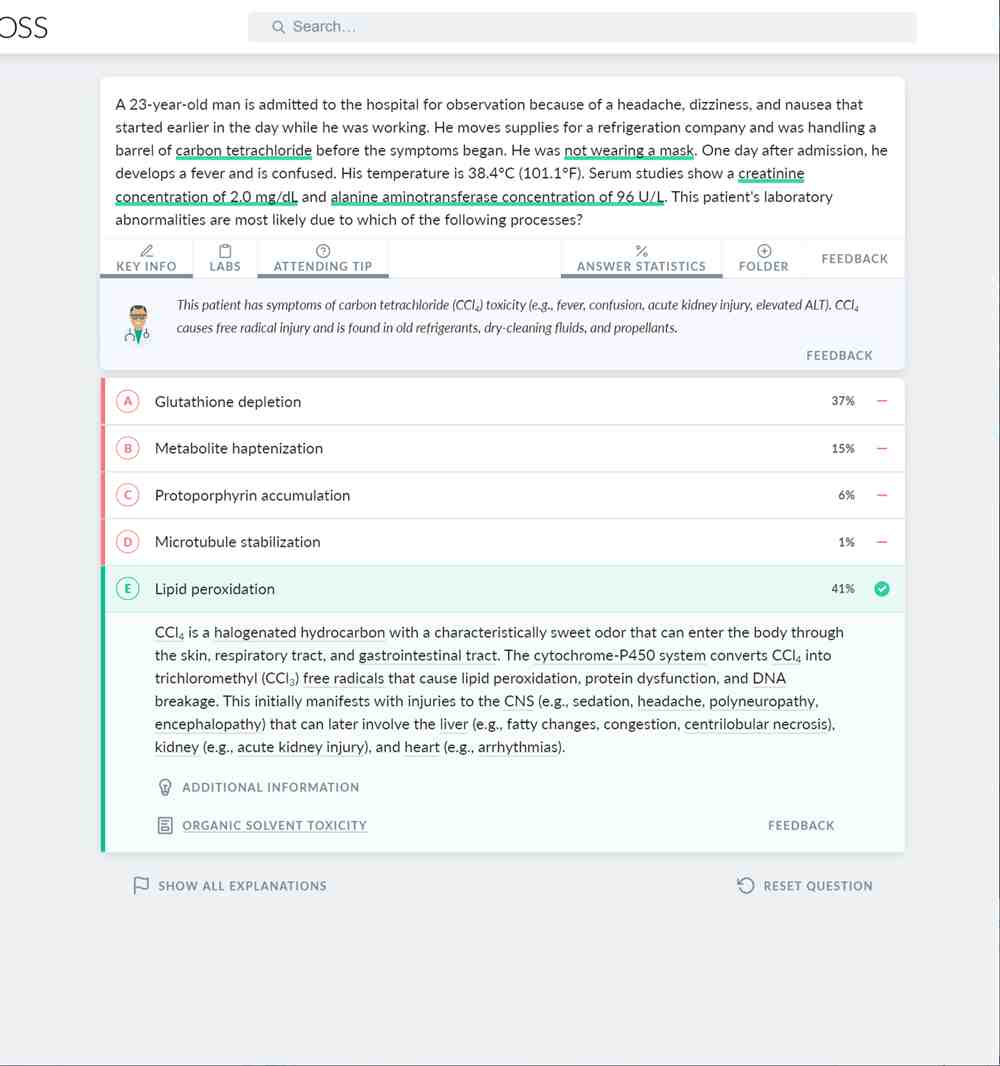 OSS
Search...
A 23-year-old man is admitted to the hospital for observation because of a headache, dizziness, and nausea that
started earlier in the day while he was working. He moves supplies for a refrigeration company and was handling a
barrel of carbon tetrachloride before the symptoms began. He was not wearing a mask. One day after admission, he
develops a fever and is confused. His temperature is 38.4°C (101.1°F). Serum studies show a creatinine
concentration of 2.0 mg/dL and alanine aminotransferase concentration of 96 U/L. This patient's laboratory
abnormalities are most likely due to which of the following processes?
KEY INFO LABS ATTENDING TIP ANSWER STATISTICS FOLDER FEEDBACK
This patient has symptoms of carbon tetrachloride (CCl₄) toxicity (e.g., fever, confusion, acute kidney injury, elevated ALT). CCl₄
causes free radical injury and is found in old refrigerants, dry-cleaning fluids, and propellants.
FEEDBACK
A Glutathione depletion 37%
B Metabolite haptenization 15%
C Protoporphyrin accumulation 6%
D Microtubule stabilization 1%
E Lipid peroxidation 41%
CCl₄ is a halogenated hydrocarbon with a characteristically sweet odor that can enter the body through
the skin, respiratory tract, and gastrointestinal tract. The cytochrome-P450 system converts CCl₄ into
trichloromethyl (CCl₃) free radicals that cause lipid peroxidation, protein dysfunction, and DNA
breakage. This initially manifests with injuries to the CNS (e.g., sedation, headache, polyneuropathy,
encephalopathy) that can later involve the liver (e.g., fatty changes, congestion, centrilobular necrosis),
kidney (e.g., acute kidney injury), and heart (e.g., arrhythmias).
ADDITIONAL INFORMATION
ORGANIC SOLVENT TOXICITY FEEDBACK
SHOW ALL EXPLANATIONS RESET QUESTION